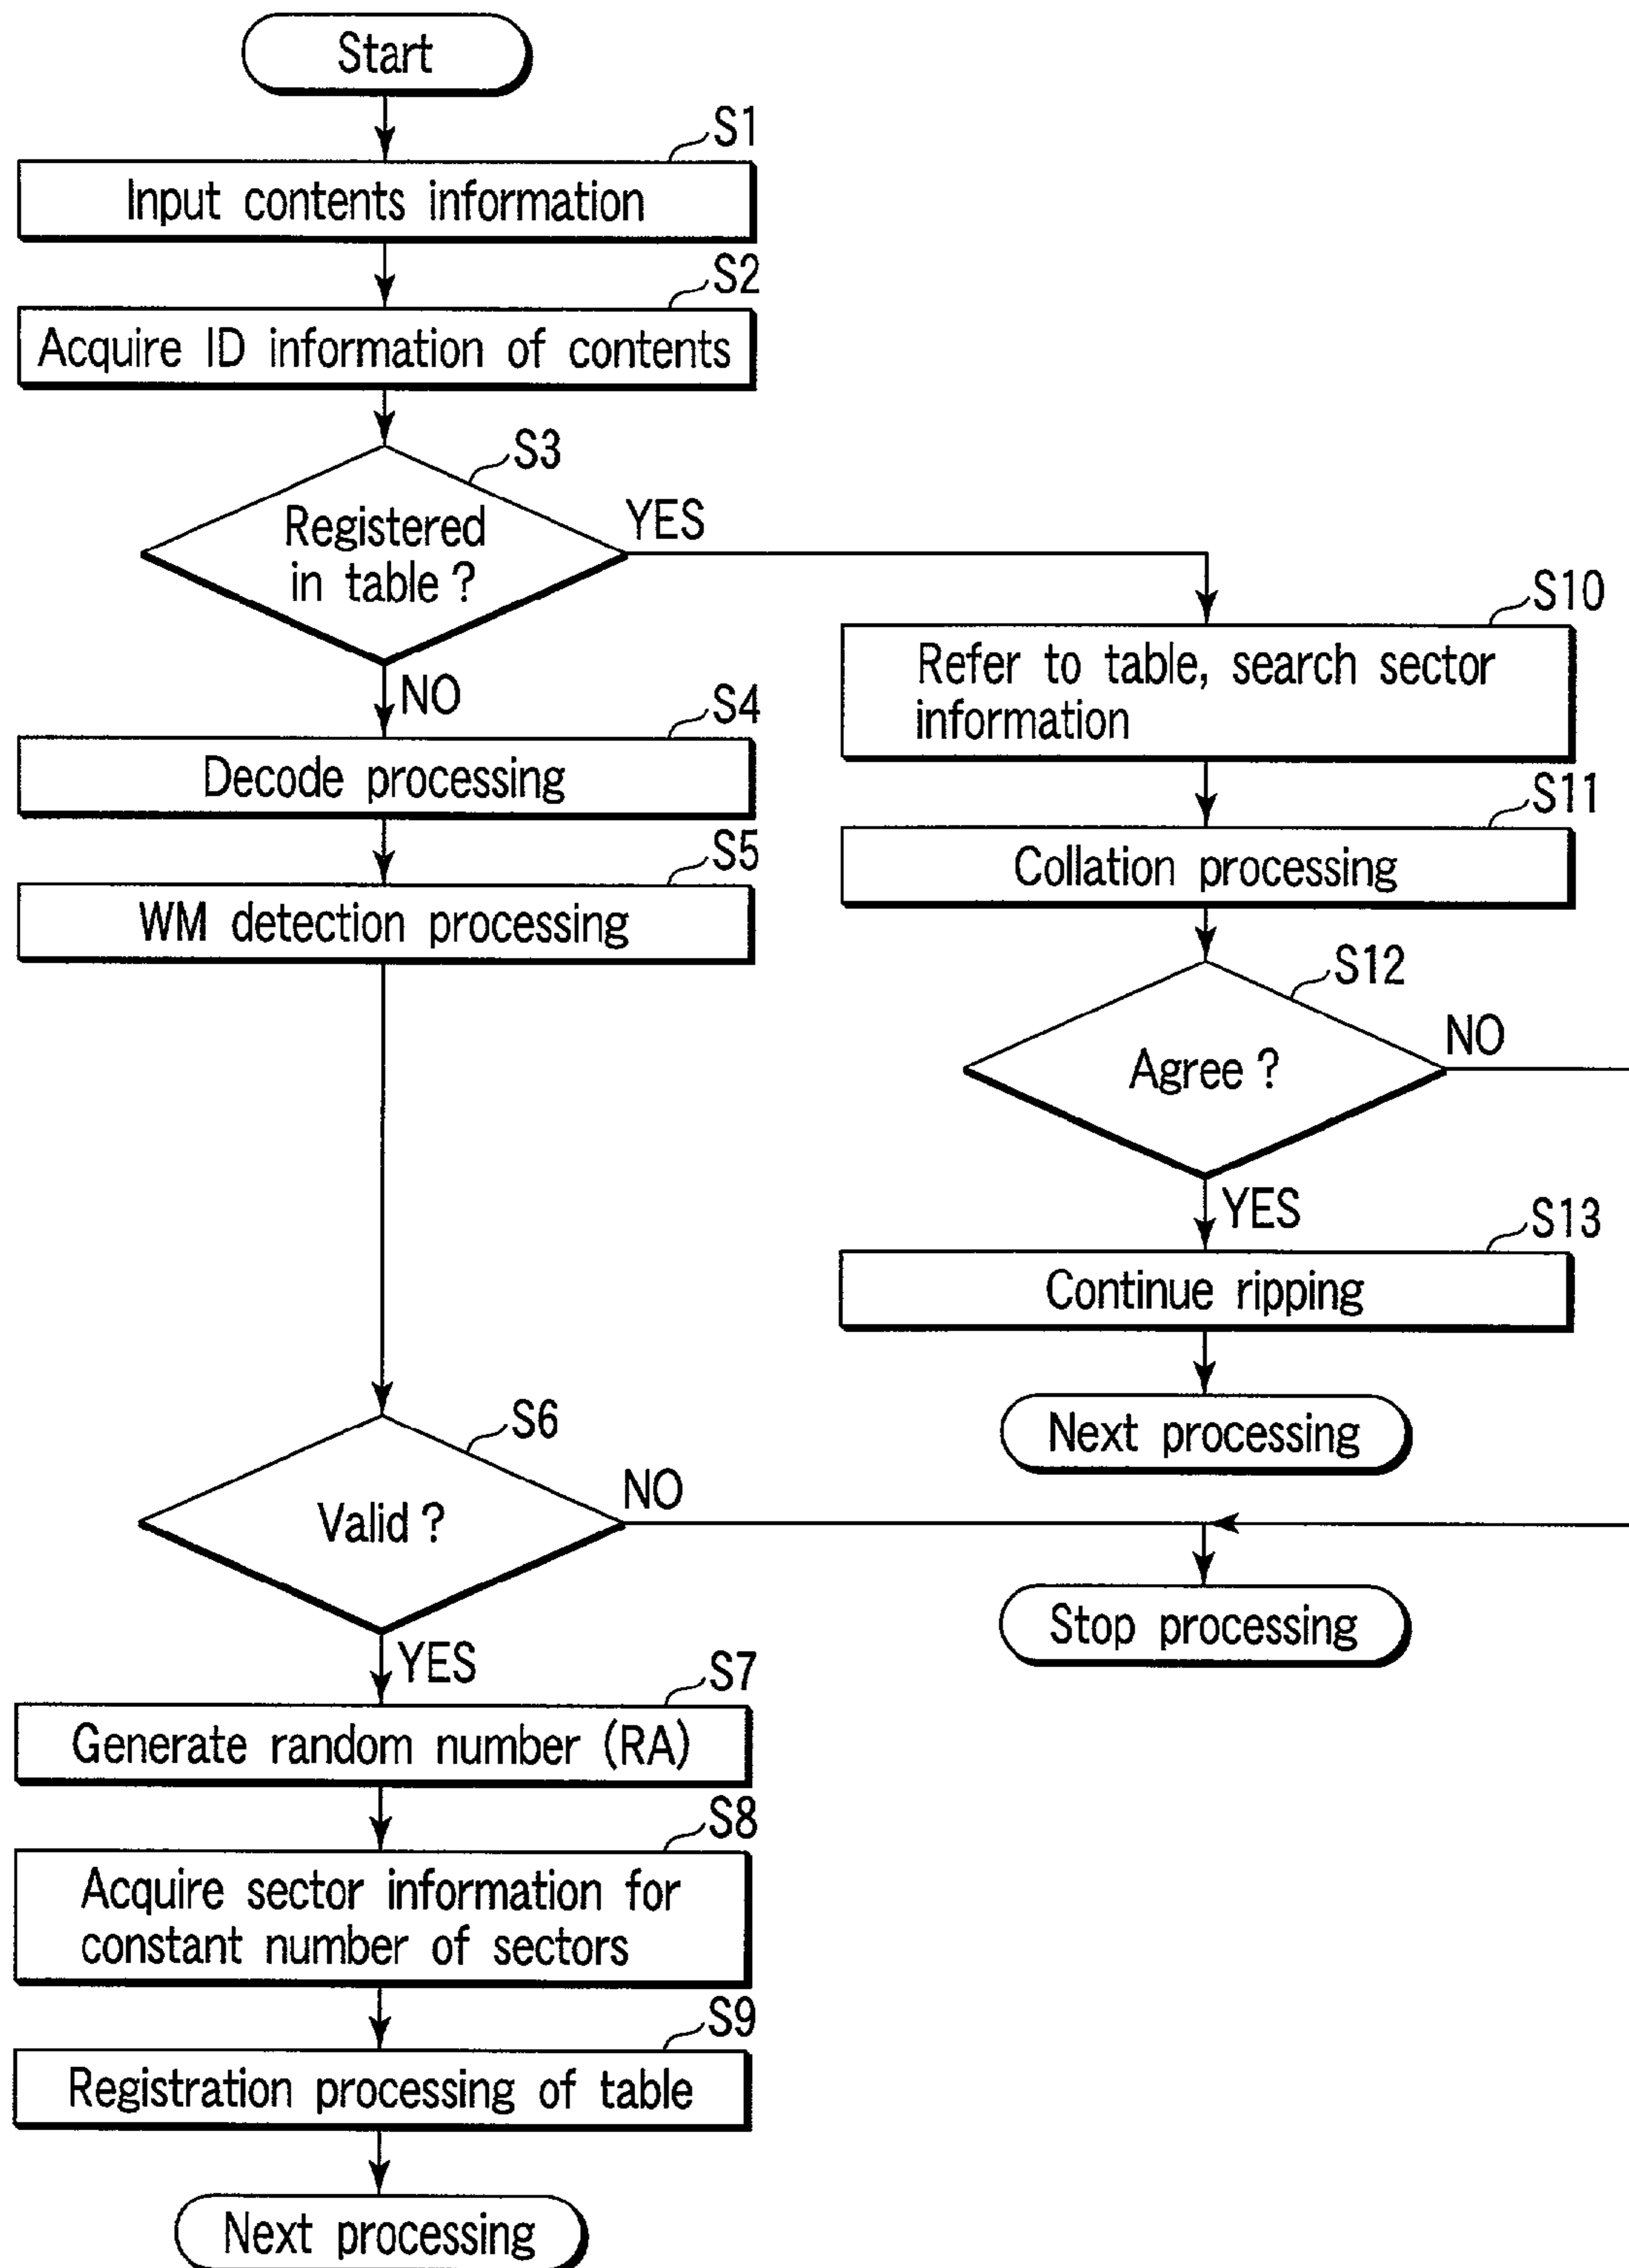 Start
S1
Input contents information
S2
Acquire ID information of contents
S3
Registered
in table ?
YES
NO
S4
Decode processing
S5
WM detection processing
S10
Refer to table, search sector
information
S11
Collation processing
S12
Agree ?
NO
YES
S13
Continue ripping
Next processing
S6
Valid ?
NO
Stop processing
YES
S7
Generate random number (RA)
S8
Acquire sector information for
constant number of sectors
S9
Registration processing of table
Next processing